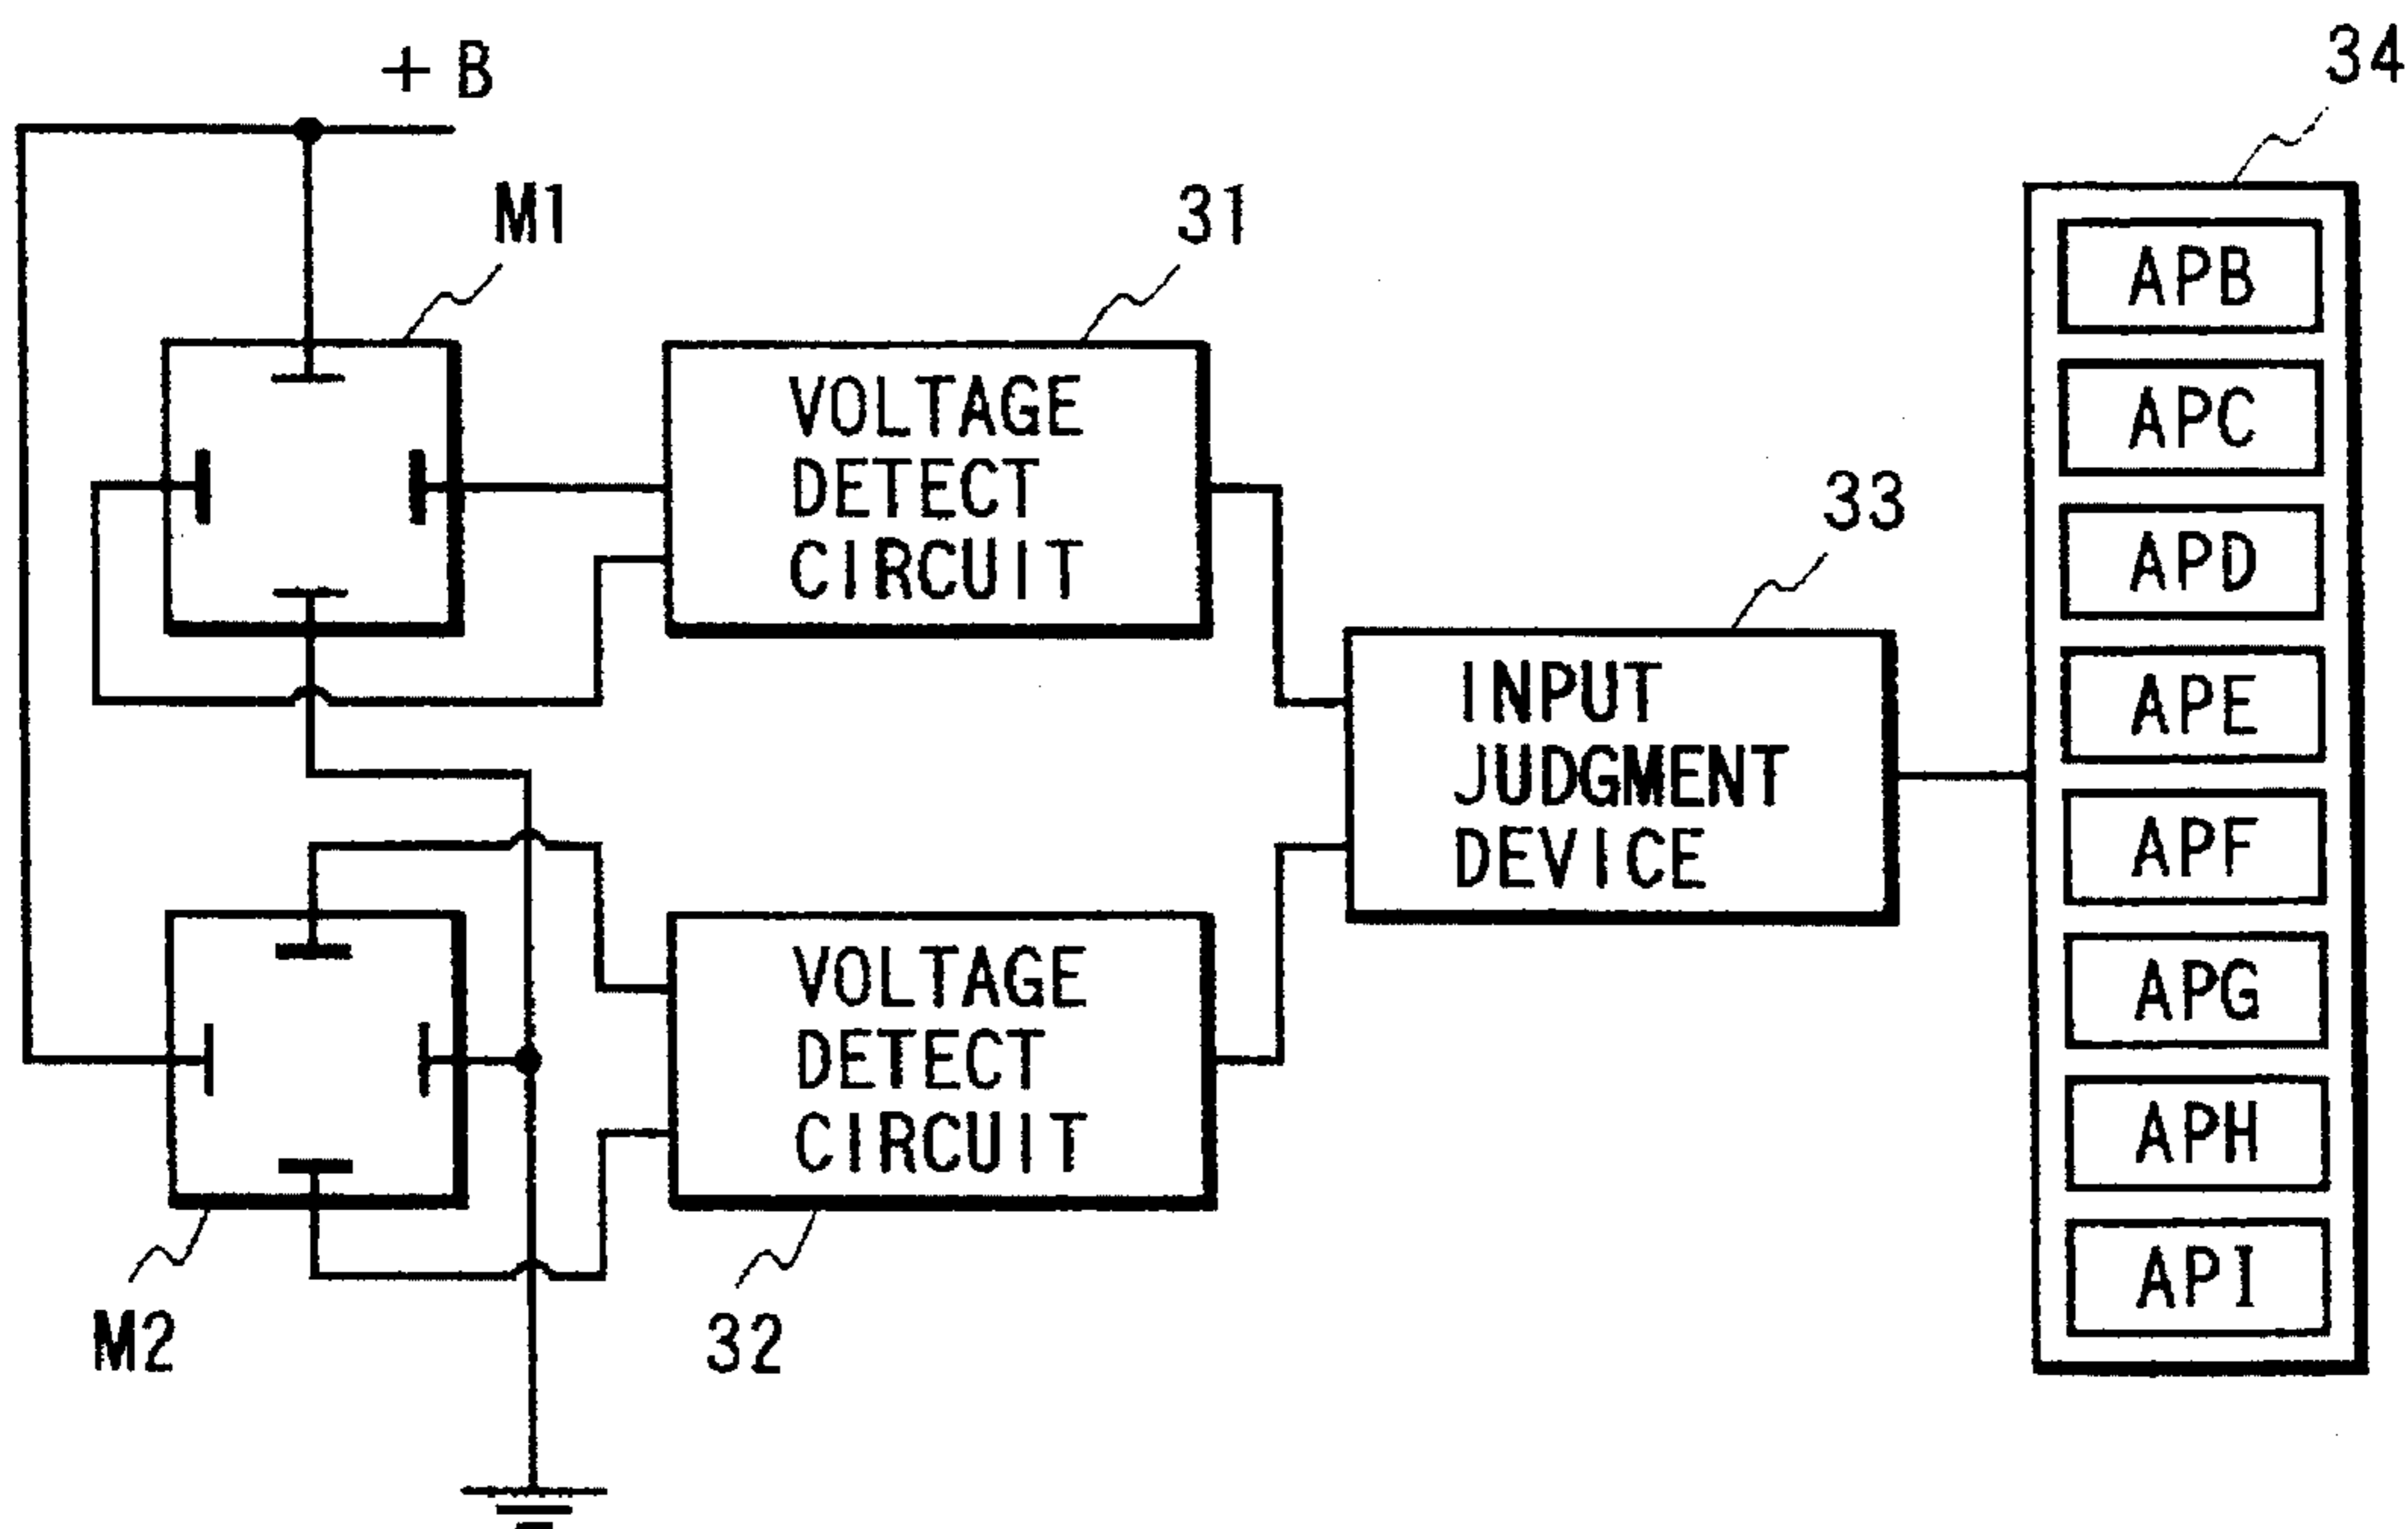 + B
34
M1
31
VOLTAGE
DETECT
CIRCUIT
33
INPUT
JUDGMENT
DEVICE
VOLTAGE
DETECT
CIRCUIT
M2
32
APB
APC
APD
APE
APF
APG
APH
API